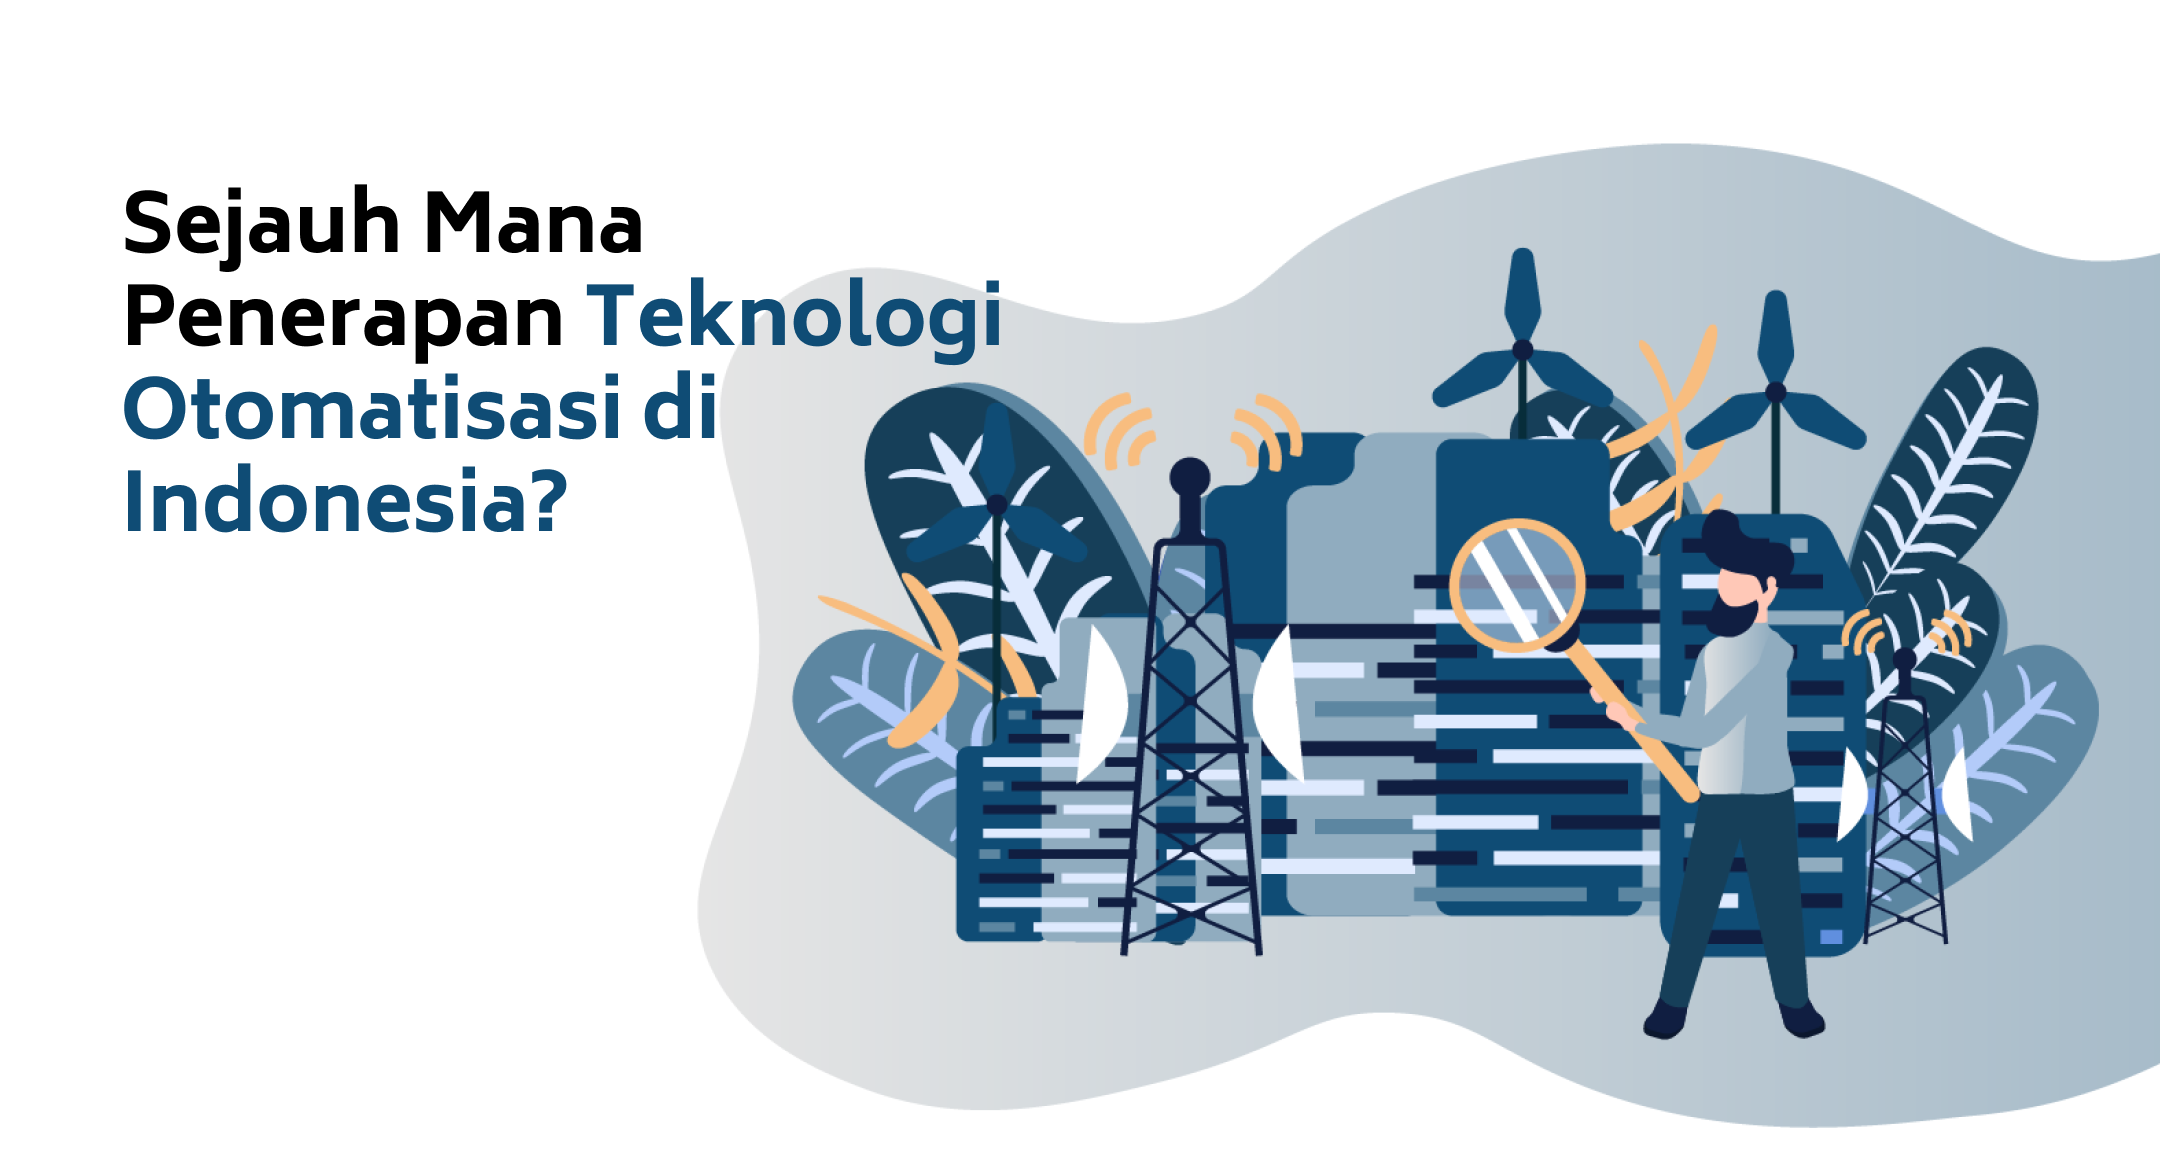 Sejauh Mana
Penerapan Teknologi
Otomatisasi di
Indonesia?